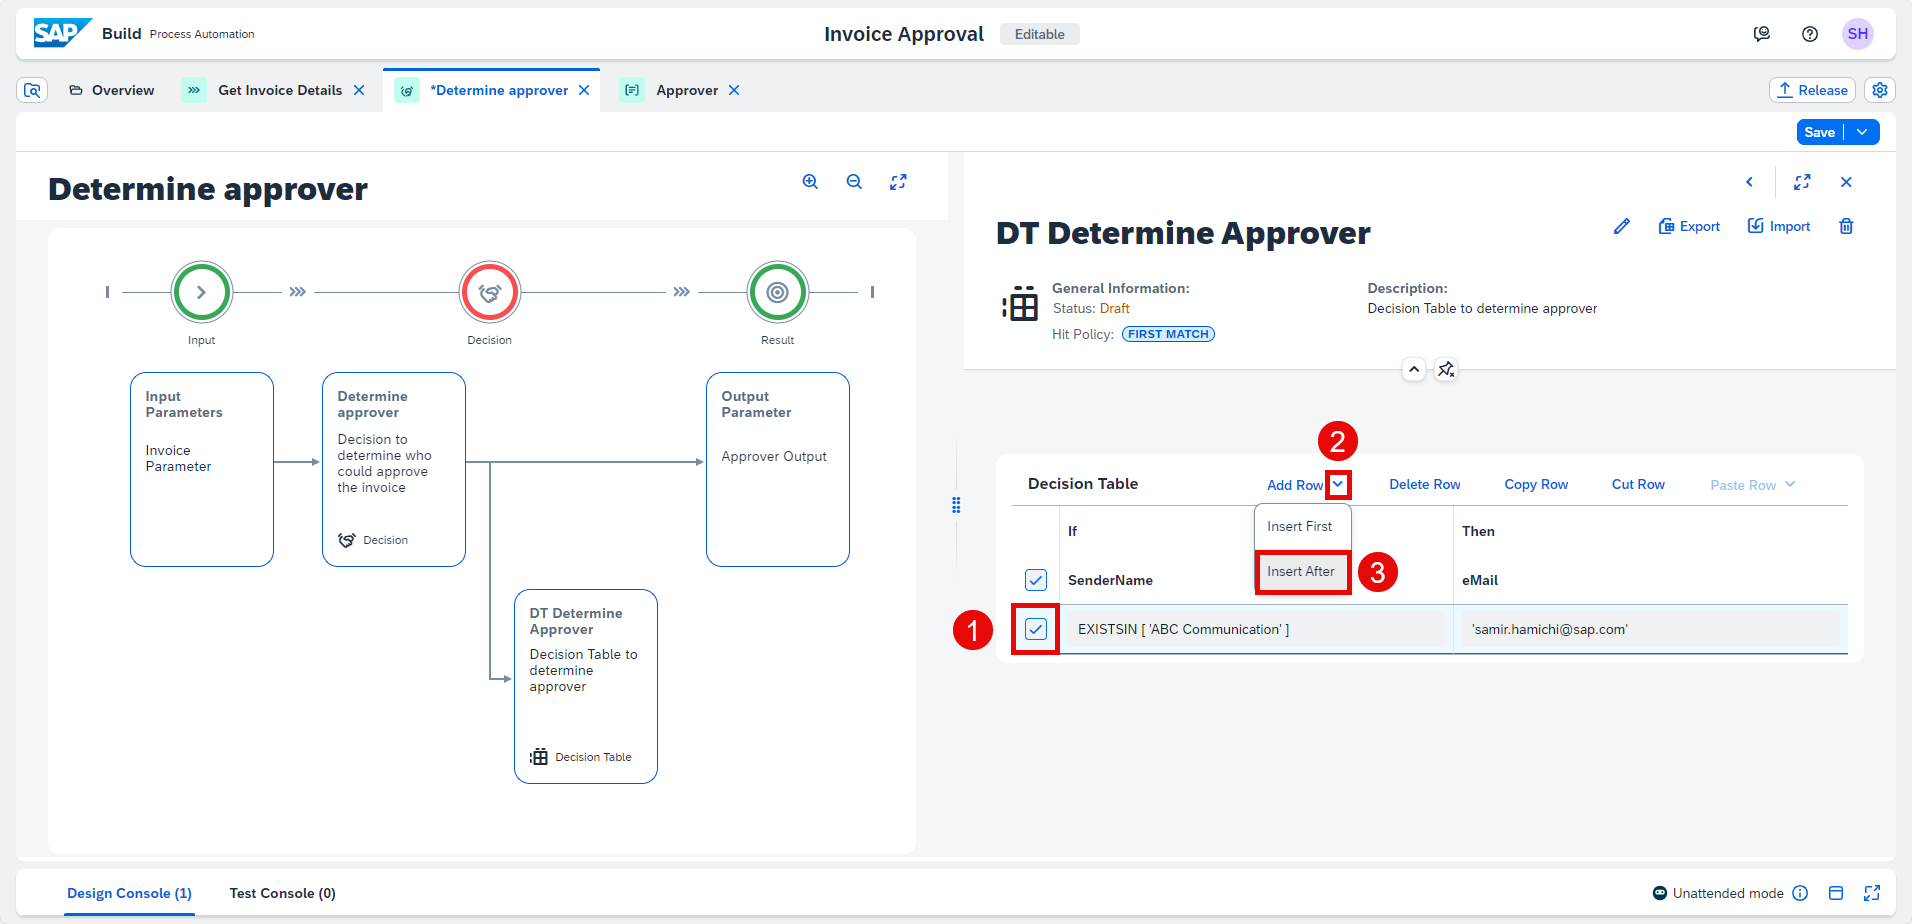 SAP Build Process Automation
Invoice Approval Editable
SH
Overview Get Invoice Details *Determine approver Approver Release
Save
Determine approver
Input
Decision
Result
Input
Parameters
Invoice
Parameter
Determine
approver
Decision to
determine who
could approve
the invoice
Decision
Output
Parameter
Approver Output
DT Determine
Approver
Decision Table to
determine
approver
Decision Table
DT Determine Approver
Export Import
General Information:
Status: Draft
Hit Policy: FIRST MATCH
Description:
Decision Table to determine approver
2
Decision Table Add Row Delete Row Copy Row Cut Row Paste Row
Insert First
Insert After 3
If Then
SenderName eMail
1 EXISTSIN [ 'ABC Communication' ] 'samir.hamichi@sap.com'
Design Console (1) Test Console (0) Unattended mode